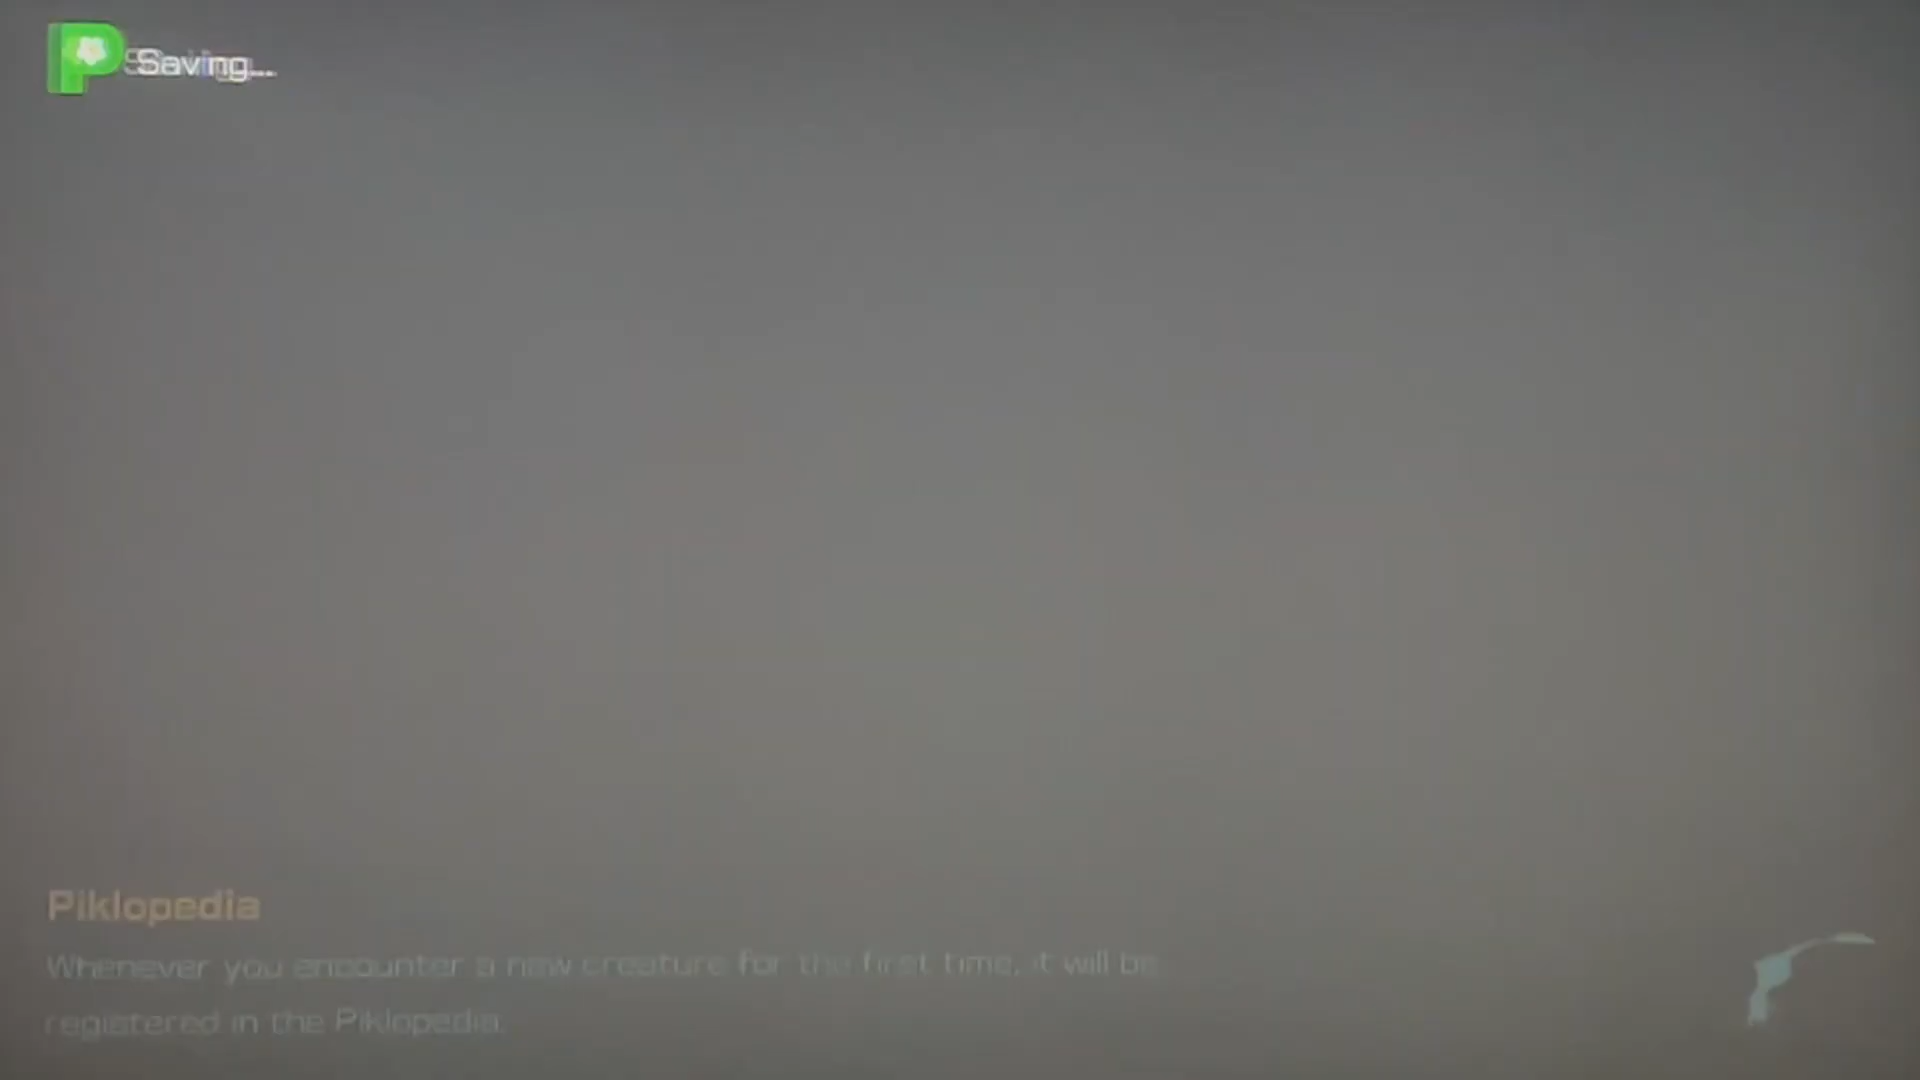 P Saving...
Piklopedia
Whenever you encounter a new creature for the first time, it will be
registered in the Piklopedia.